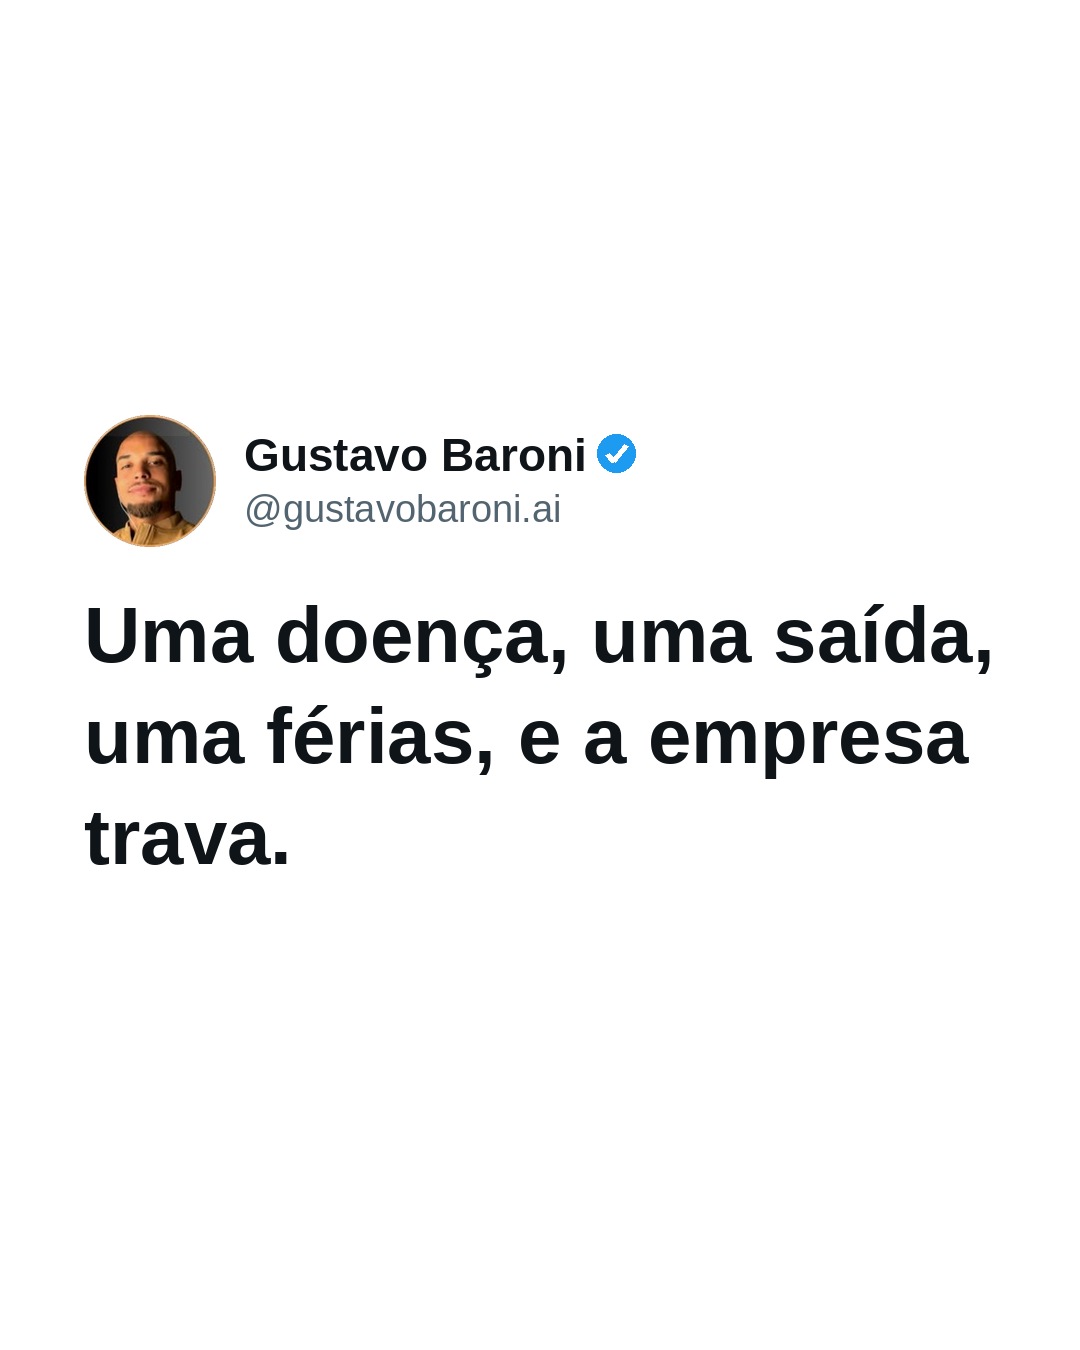 Gustavo Baroni
@gustavobaroni.ai
Uma doença, uma saída,
uma férias, e a empresa
trava.